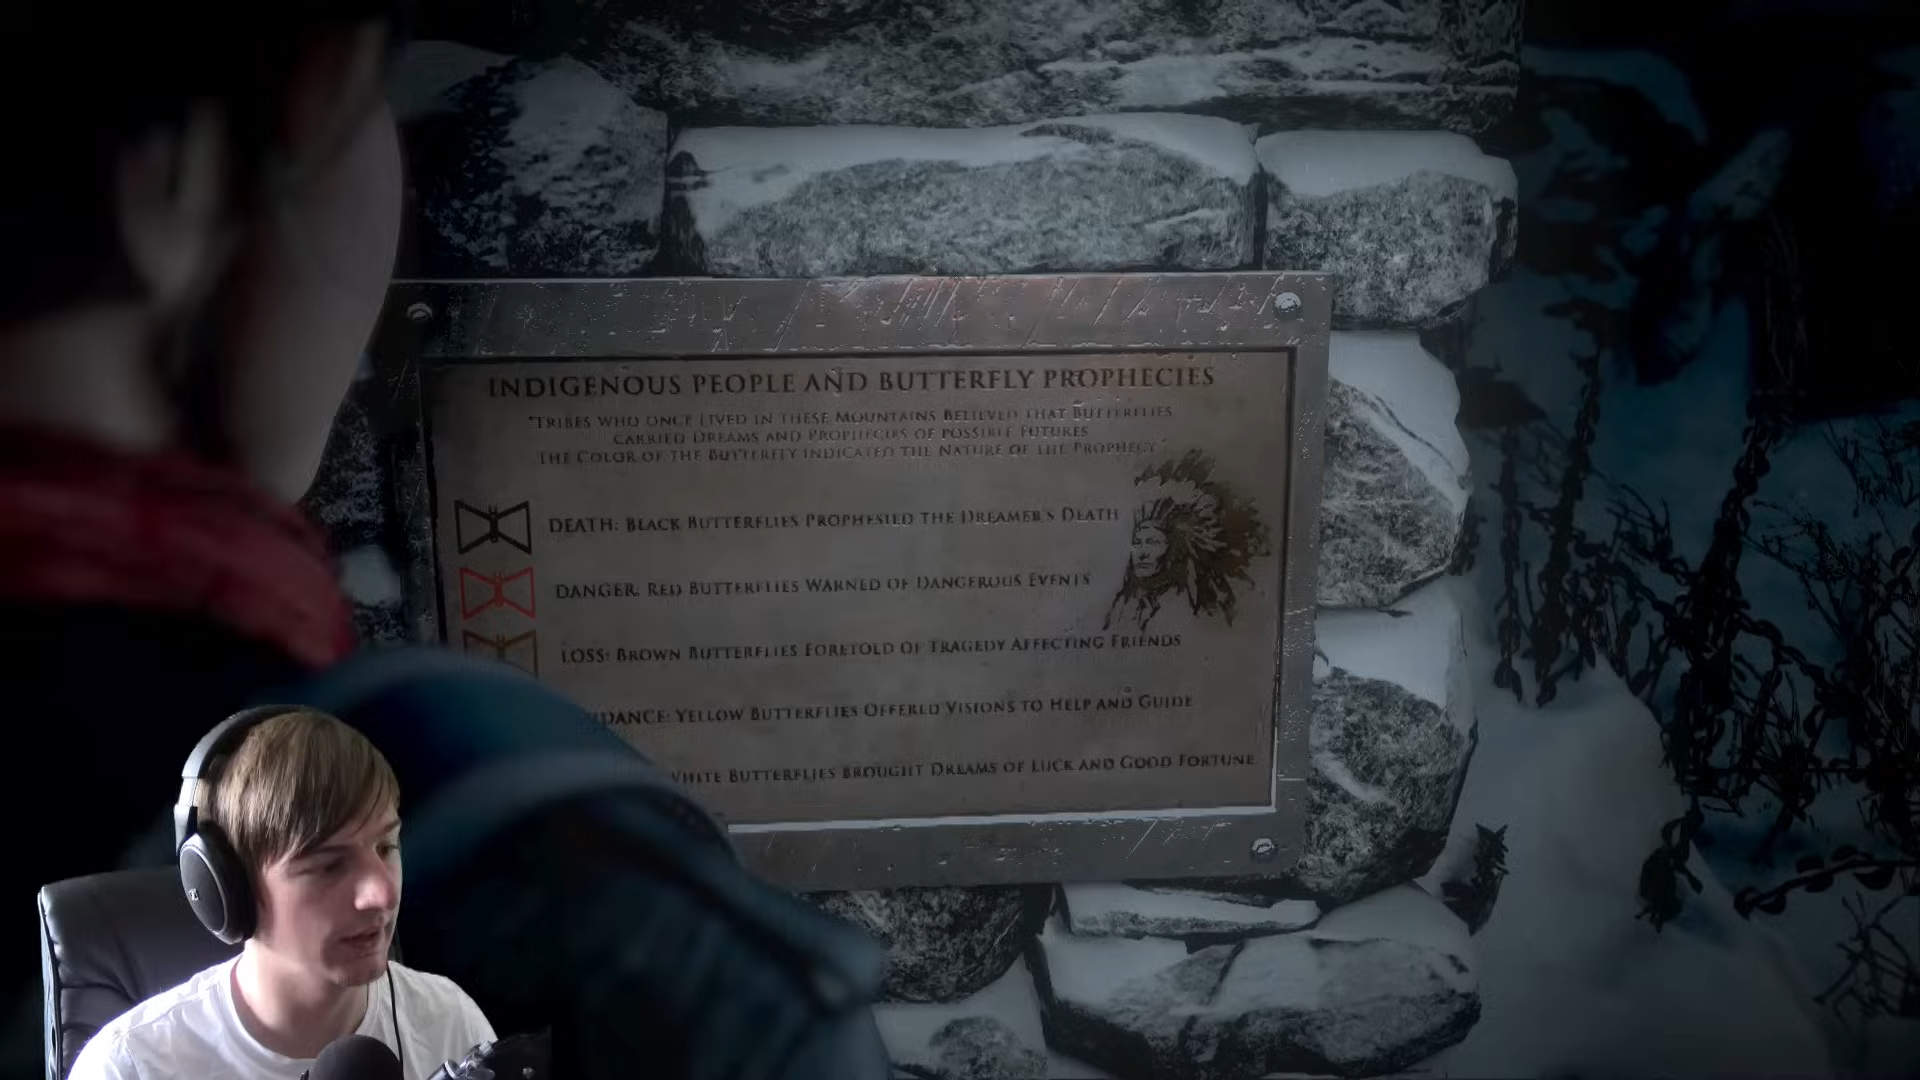 INDIGENOUS PEOPLE AND BUTTERFLY PROPHECIES
"TRIBES WHO ONCE LIVED IN THESE MOUNTAINS BELIEVED THAT BUTTERFLIES
CARRIED DREAMS AND PROPHECIES OF POSSIBLE FUTURES
THE COLOR OF THE BUTTERFLY INDICATED THE NATURE OF THE PROPHECY"
DEATH: BLACK BUTTERFLIES PROPHESIED THE DREAMER'S DEATH
DANGER: RED BUTTERFLIES WARNED OF DANGEROUS EVENTS
LOSS: BROWN BUTTERFLIES FORETOLD OF TRAGEDY AFFECTING FRIENDS
DANCE: YELLOW BUTTERFLIES OFFERED VISIONS TO HELP AND GUIDE
WHITE BUTTERFLIES BROUGHT DREAMS OF LUCK AND GOOD FORTUNE